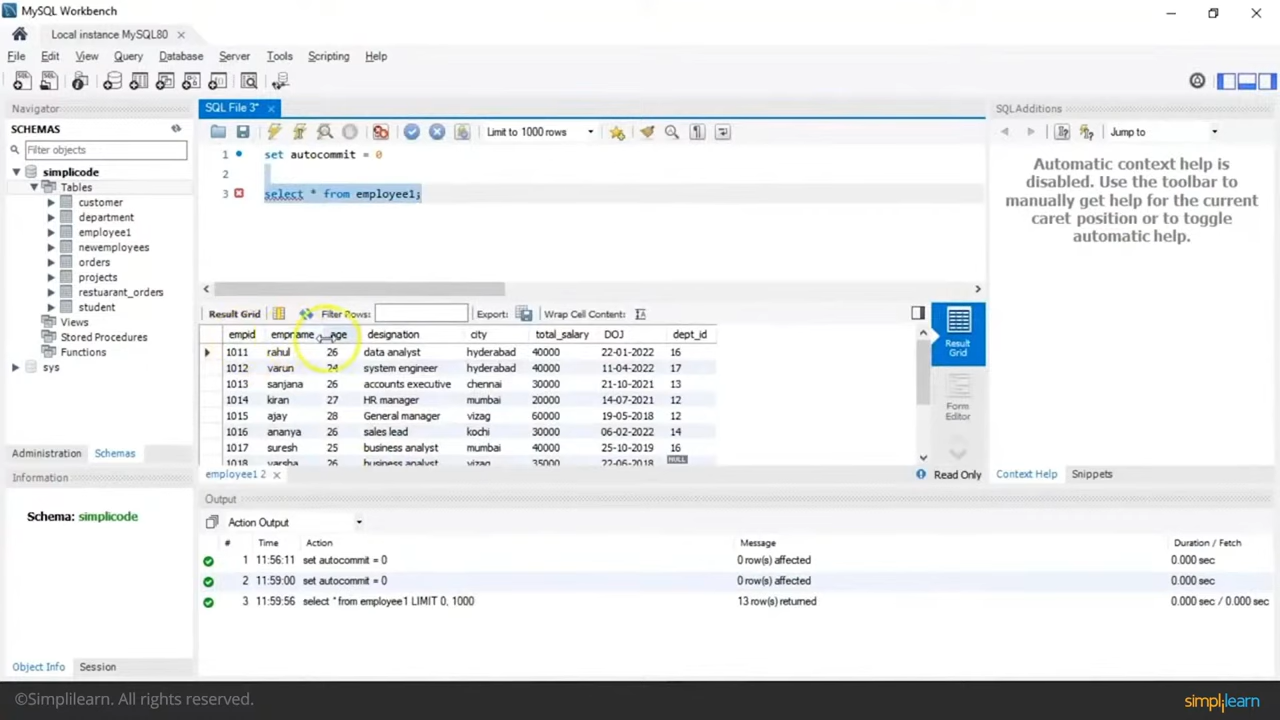 MySQL Workbench
Local instance MySQL80
File Edit View Query Database Server Tools Scripting Help
Navigator
SCHEMAS
Filter objects
simplicode
Tables
customer
department
employee1
newemployees
orders
projects
restuarant_orders
student
Views
Stored Procedures
Functions
sys
Administration Schemas
Information
Schema: simplicode
Object Info Session
SQL File 3*
Limit to 1000 rows
1 set autocommit = 0
2
3 select * from employee1;
Result Grid Filter Rows: Export: Wrap Cell Content:
empid empname age designation city total_salary DOJ dept_id
1011 rahul 26 data analyst hyderabad 40000 22-01-2022 16
1012 varun 24 system engineer hyderabad 40000 11-04-2022 17
1013 sanjana 26 accounts executive chennai 30000 21-10-2021 13
1014 kiran 27 HR manager mumbai 20000 14-07-2021 12
1015 ajay 28 General manager vizag 60000 19-05-2018 12
1016 ananya 26 sales lead kochi 30000 06-02-2022 14
1017 suresh 25 business analyst mumbai 40000 25-10-2019 16
1018 varsha 26 business analyst vizag 35000 22-06-2018 NULL
Result Grid
Form Editor
employee1 2
Read Only
SQLAdditions
Jump to
Automatic context help is
disabled. Use the toolbar to
manually get help for the current
caret position or to toggle
automatic help.
Context Help Snippets
Output
Action Output
# Time Action Message Duration / Fetch
1 11:56:11 set autocommit = 0 0 row(s) affected 0.000 sec
2 11:59:00 set autocommit = 0 0 row(s) affected 0.000 sec
3 11:59:56 select * from employee1 LIMIT 0, 1000 13 row(s) returned 0.000 sec / 0.000 sec
©Simplilearn. All rights reserved.
simplilearn